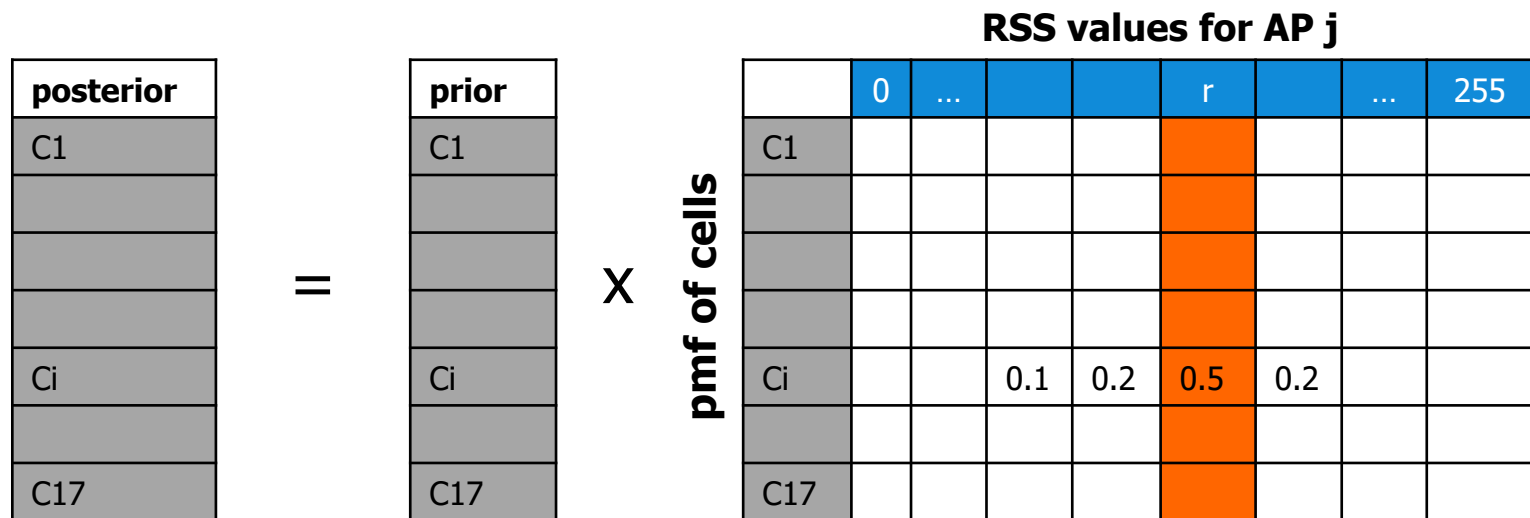 RSS values for AP j
posterior
prior
0 ... r ... 255
C1
C1
C1
pmf of cells
=
x
Ci
Ci
Ci 0.1 0.2 0.5 0.2
C17
C17
C17